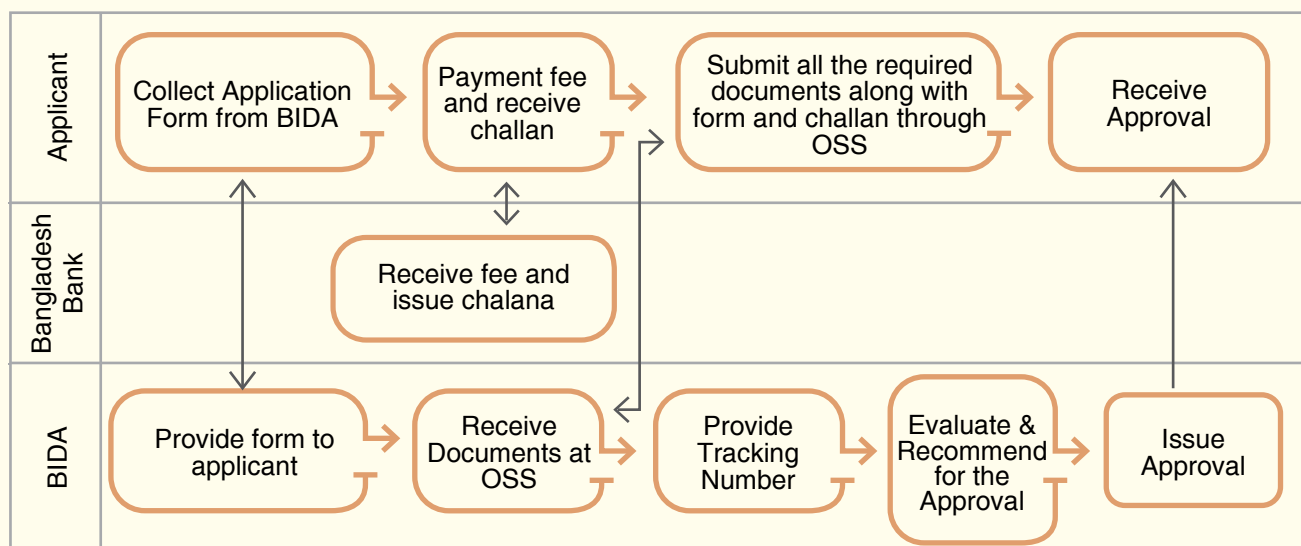 Applicant
Collect Application
Form from BIDA
Payment fee
and receive
challan
Submit all the required
documents along with
form and challan through
OSS
Receive
Approval
Bangladesh
Bank
Receive fee and
issue chalana
BIDA
Provide form to
applicant
Receive
Documents at
OSS
Provide
Tracking
Number
Evaluate &
Recommend
for the
Approval
Issue
Approval